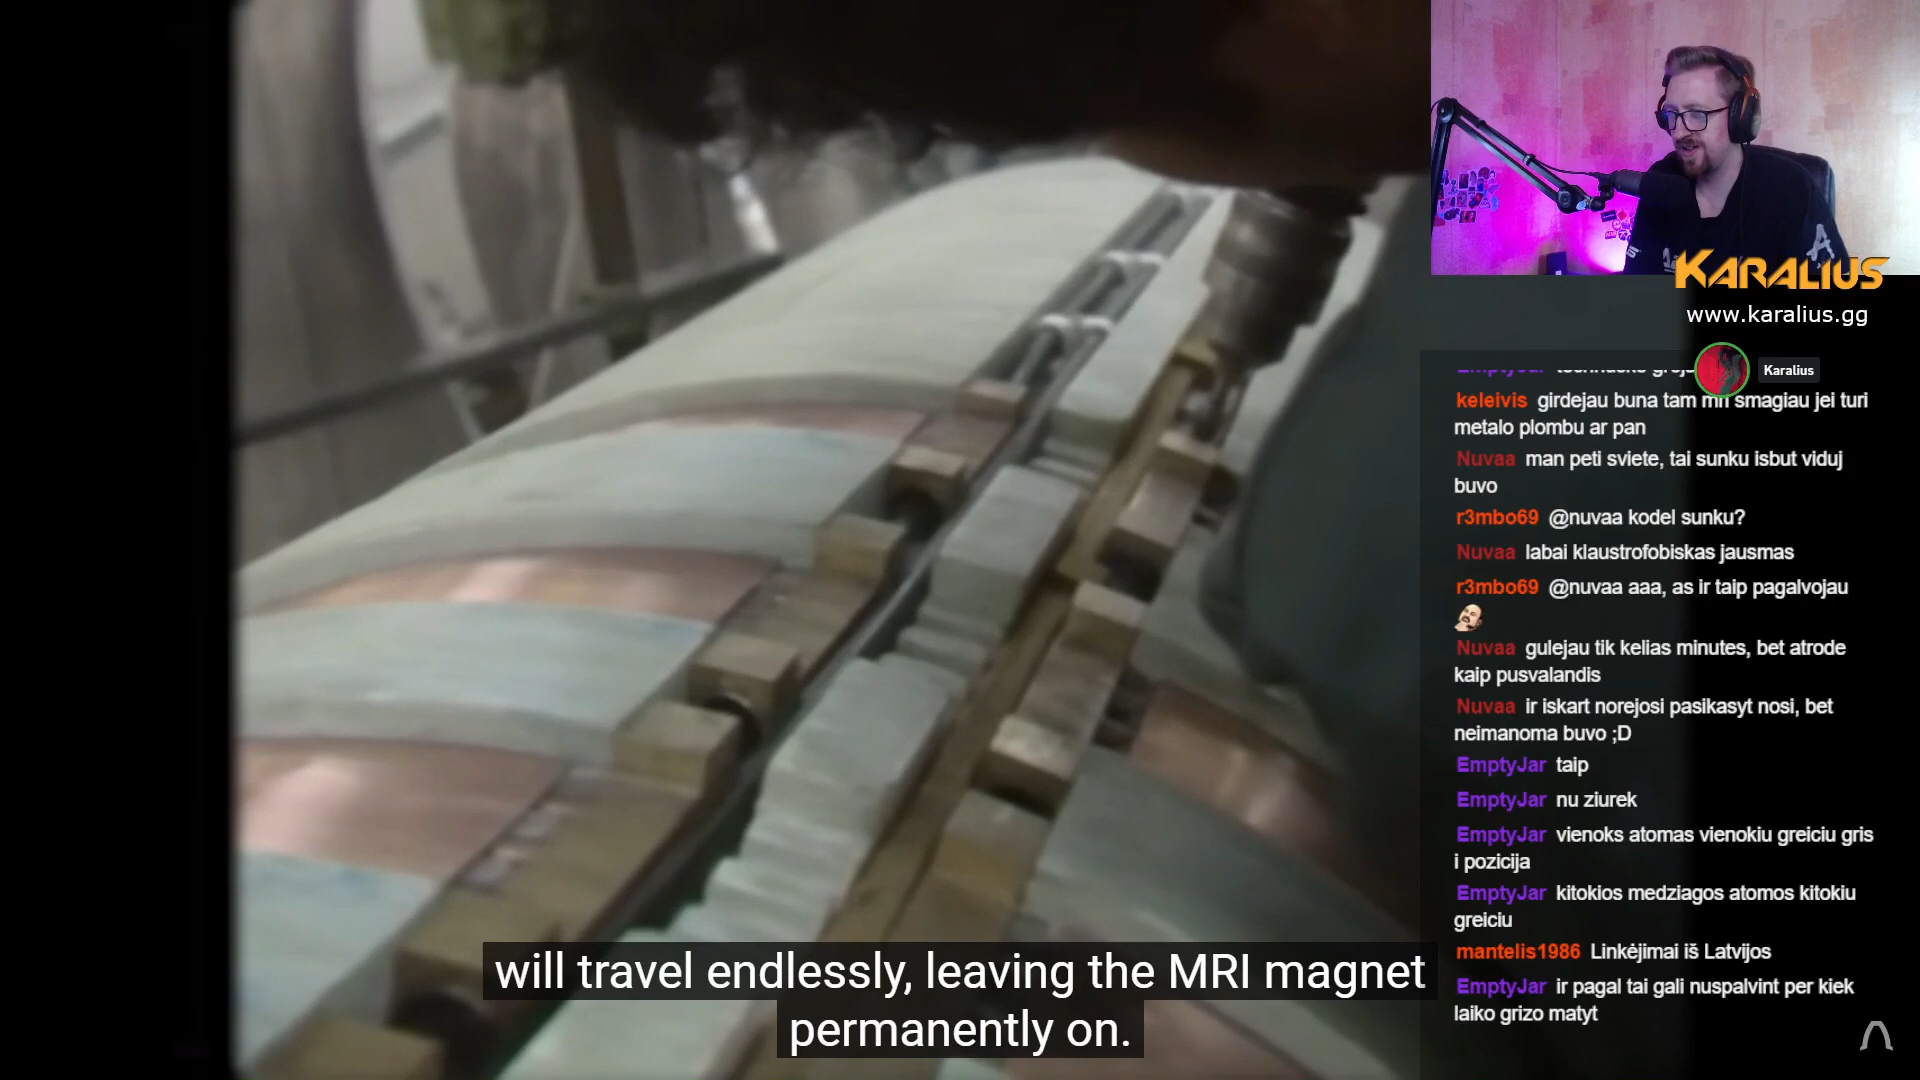 KARALIUS
www.karalius.gg
Karalius
EmptyJar
keleivis girdejau buna tam mri smagiau jei turi
metalo plombu ar pan
Nuvaa man peti sviete, tai sunku isbut viduj
buvo
r3mbo69 @nuvaa kodel sunku?
Nuvaa labai klaustrofobiskas jausmas
r3mbo69 @nuvaa aaa, as ir taip pagalvojau
Nuvaa gulejau tik kelias minutes, bet atrode
kaip pusvalandis
Nuvaa ir iskart norejosi pasikasyt nosi, bet
neimanoma buvo ;D
EmptyJar taip
EmptyJar nu ziurek
EmptyJar vienoks atomas vienokiu greiciu gris
i pozicija
EmptyJar kitokios medziagos atomos kitokiu
greiciu
mantelis1986 Linkėjimai iš Latvijos
EmptyJar ir pagal tai gali nuspalvint per kiek
laiko grizo matyt
will travel endlessly, leaving the MRI magnet
permanently on.